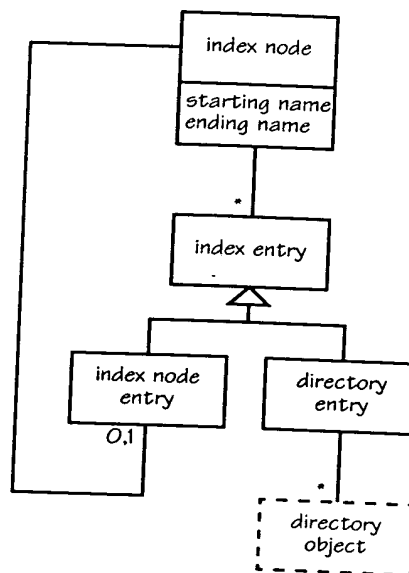 index node
starting name
ending name
*
index entry
index node
entry
directory
entry
0,1
*
directory
object